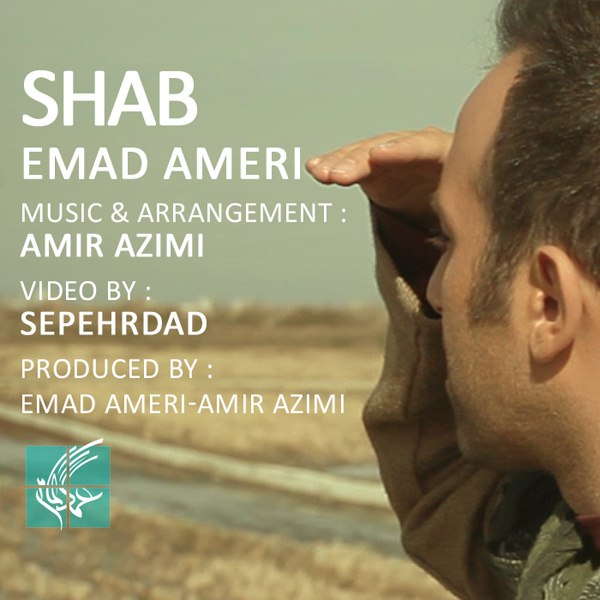 SHAB
EMAD AMERI
MUSIC & ARRANGEMENT :
AMIR AZIMI
VIDEO BY :
SEPEHRDAD
PRODUCED BY :
EMAD AMERI-AMIR AZIMI